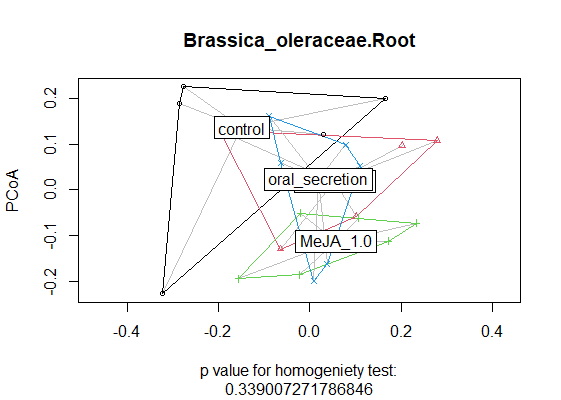 Brassica_oleraceae.Root
0.2
0.1
0.0
-0.1
-0.2
PCoA
control
oral_secretion
MeJA_1.0
-0.4 -0.2 0.0 0.2 0.4
p value for homogeniety test:
0.339007271786846